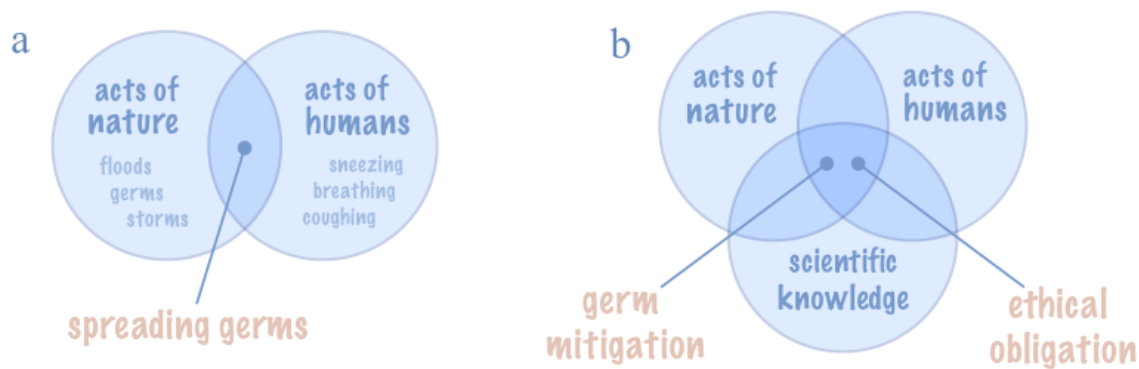 a
acts of
nature
floods
germs
storms
acts of
humans
sneezing
breathing
coughing
spreading germs
b
acts of
nature
acts of
humans
scientific
knowledge
germ
mitigation
ethical
obligation